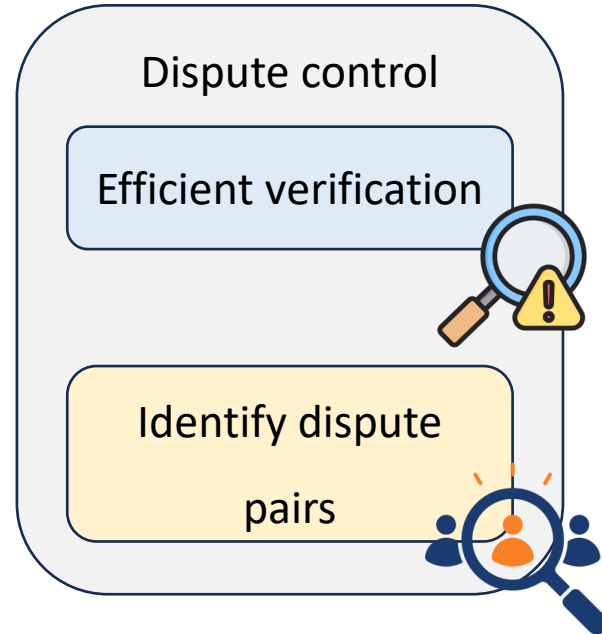 Dispute control
Efficient verification
Identify dispute
pairs